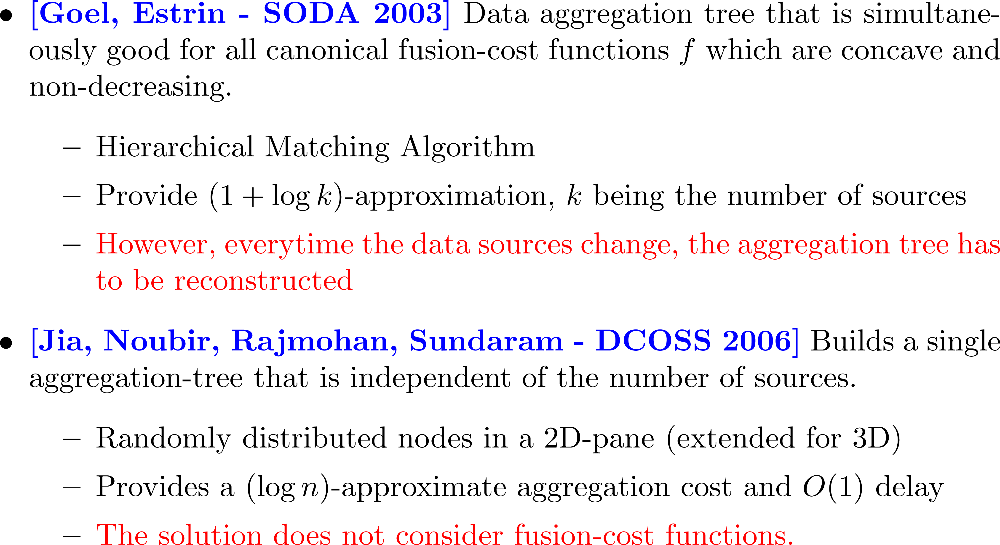 • [Goel, Estrin - SODA 2003] Data aggregation tree that is simultane-
ously good for all canonical fusion-cost functions f which are concave and
non-decreasing.
– Hierarchical Matching Algorithm
– Provide (1 + log k)-approximation, k being the number of sources
– However, everytime the data sources change, the aggregation tree has
to be reconstructed
• [Jia, Noubir, Rajmohan, Sundaram - DCOSS 2006] Builds a single
aggregation-tree that is independent of the number of sources.
– Randomly distributed nodes in a 2D-pane (extended for 3D)
– Provides a (log n)-approximate aggregation cost and O(1) delay
– The solution does not consider fusion-cost functions.